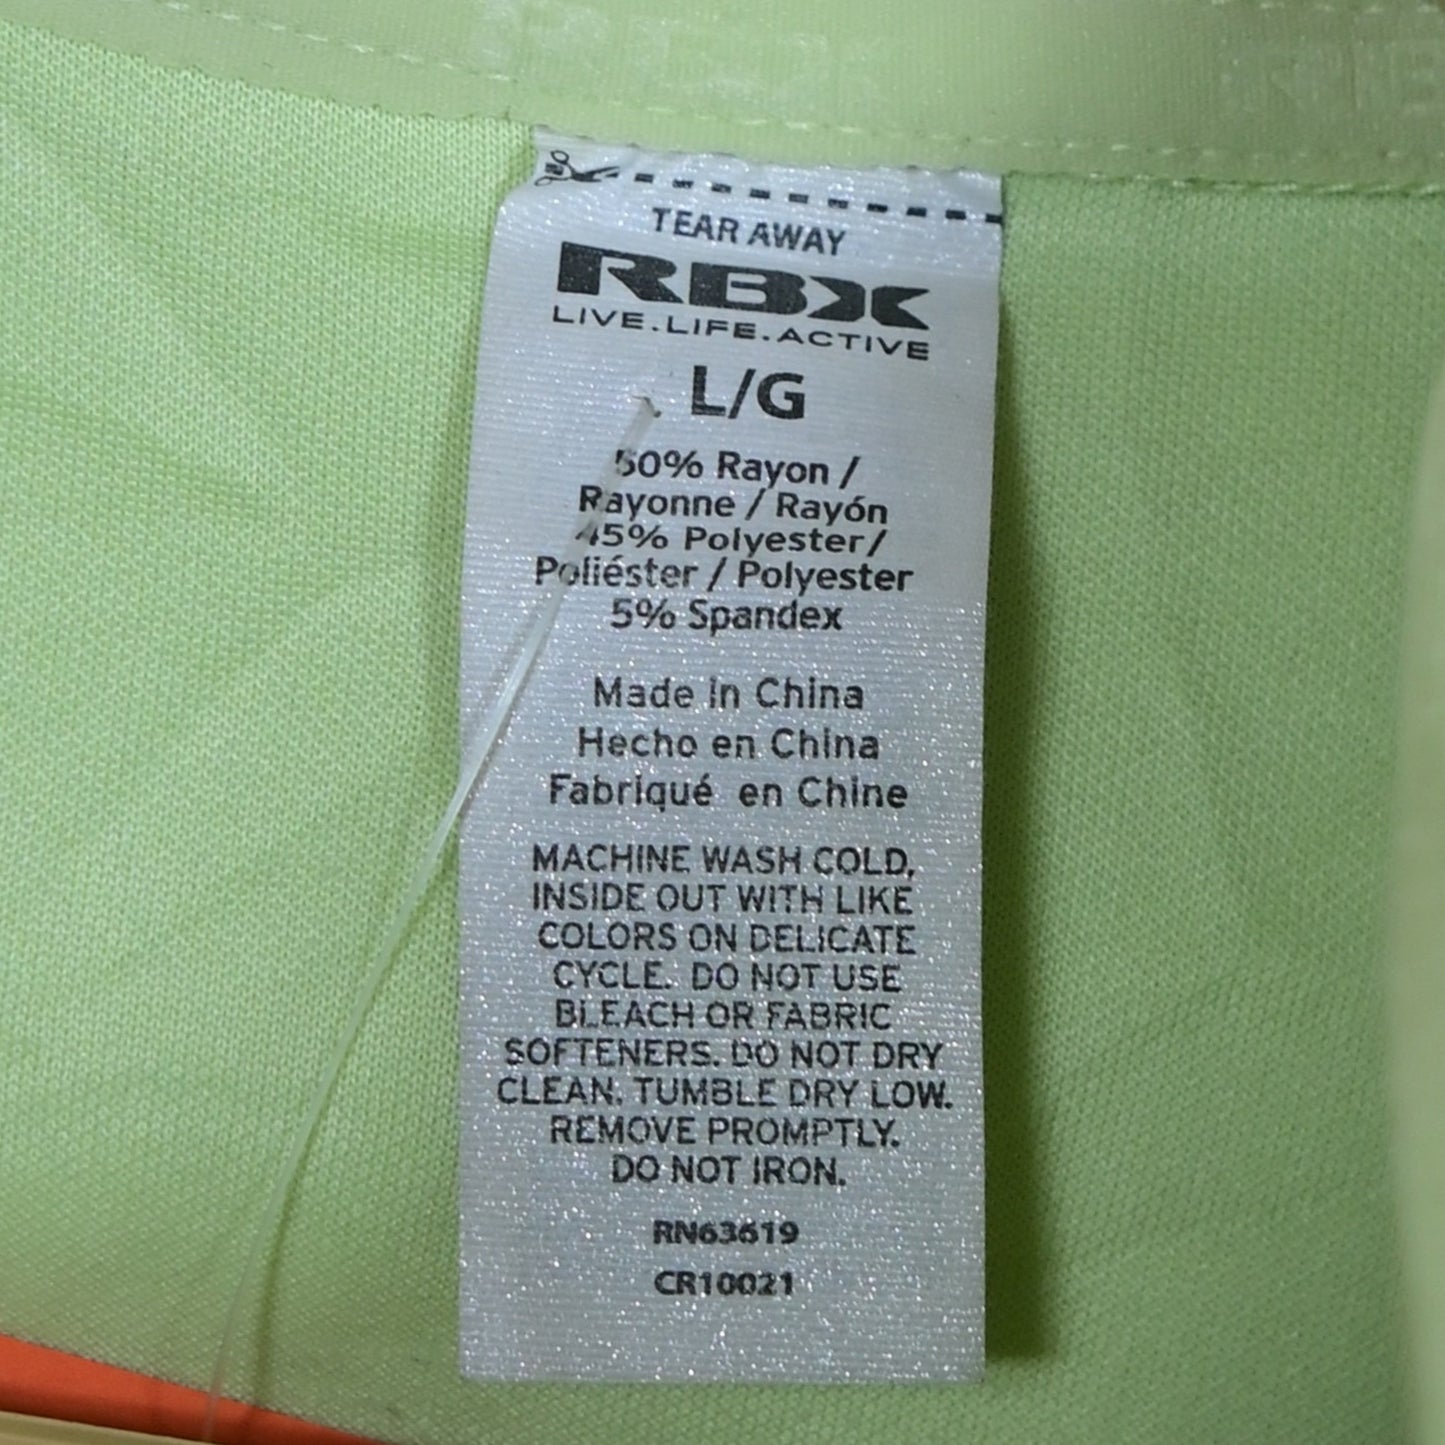 TEAR AWAY
RBX
LIVE.LIFE.ACTIVE
L/G
50% Rayon /
Rayonne / Rayón
45% Polyester/
Poliéster / Polyester
5% Spandex
Made in China
Hecho en China
Fabriqué en Chine
MACHINE WASH COLD,
INSIDE OUT WITH LIKE
COLORS ON DELICATE
CYCLE. DO NOT USE
BLEACH OR FABRIC
SOFTENERS. DO NOT DRY
CLEAN. TUMBLE DRY LOW.
REMOVE PROMPTLY.
DO NOT IRON.
RN63619
CR10021